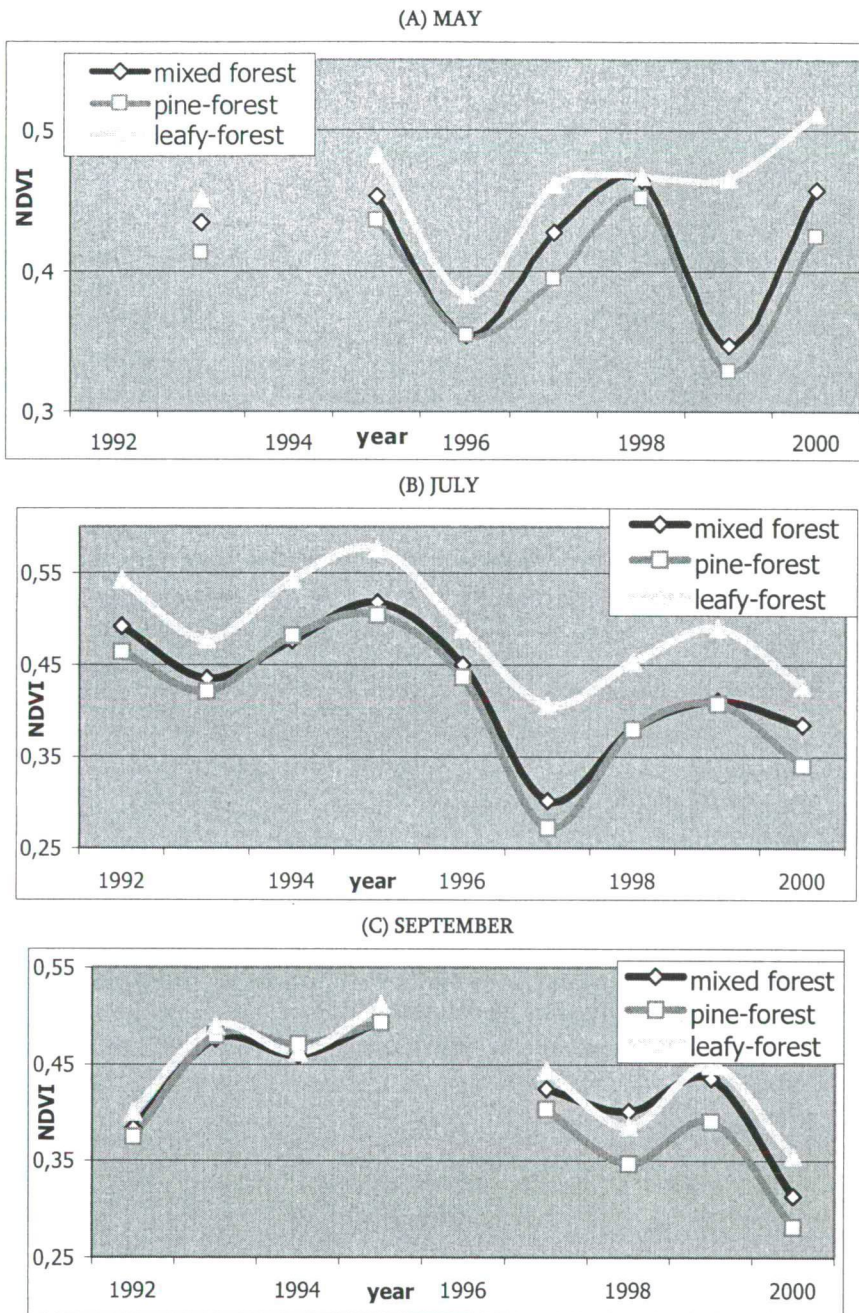 (A) MAY
mixed forest
pine-forest
leafy-forest
0,5
0,4
0,3
NDVI
1992 1994 year 1996 1998 2000
(B) JULY
mixed forest
pine-forest
leafy-forest
0,55
0,45
0,35
0,25
NDVI
1992 1994 year 1996 1998 2000
(C) SEPTEMBER
mixed forest
pine-forest
leafy-forest
0,55
0,45
0,35
0,25
NDVI
1992 1994 year 1996 1998 2000